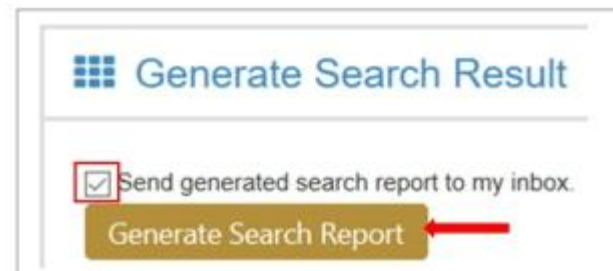 Generate Search Result
Send generated search report to my inbox.
Generate Search Report